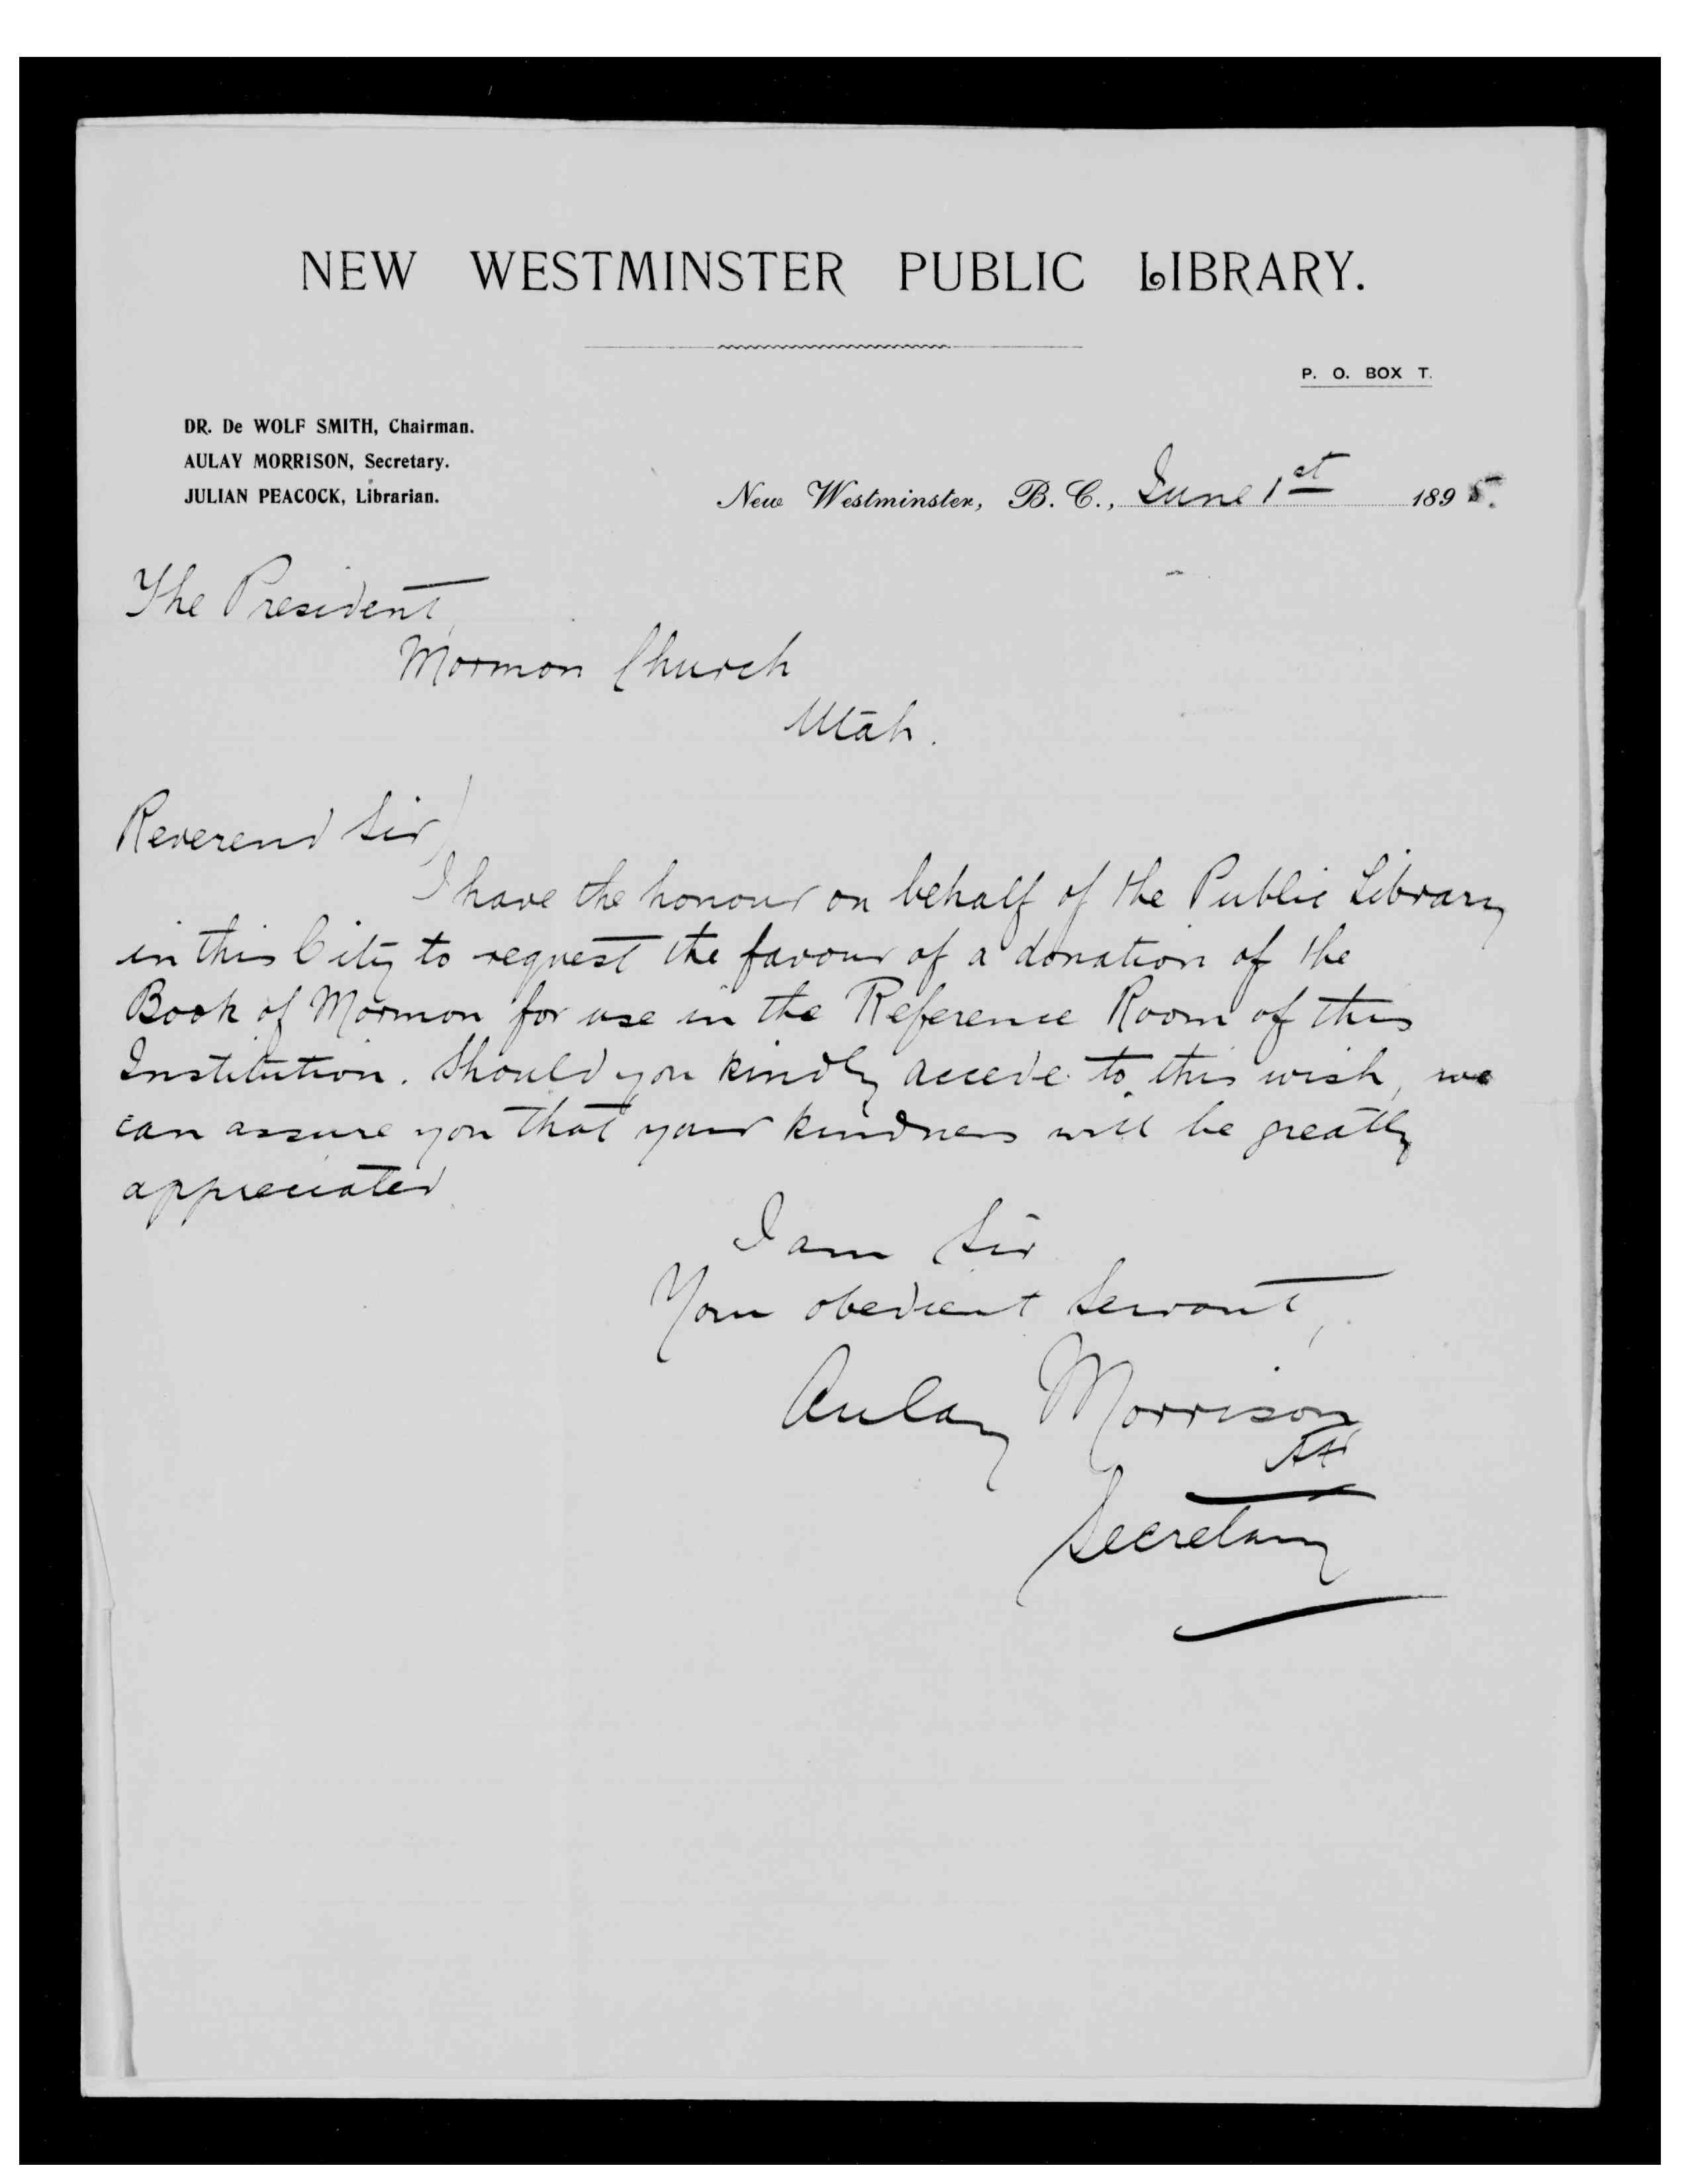 NEW WESTMINSTER PUBLIC LIBRARY.
P. O. BOX T.
DR. De WOLF SMITH, Chairman.
AULAY MORRISON, Secretary.
JULIAN PEACOCK, Librarian.
New Westminster, B. C., June 1st 1895.
The President,
Mormon Church
Utah.
Reverend Sir/
I have the honour on behalf of the Public Library
in this City to request the favour of a donation of the
Book of Mormon for use in the Reference Room of this
Institution. Should you kindly accede to this wish, we
can assure you that your kindness will be greatly
appreciated.
I am Sir
Your obedient Servant,
Aulay Morrison
Secretary